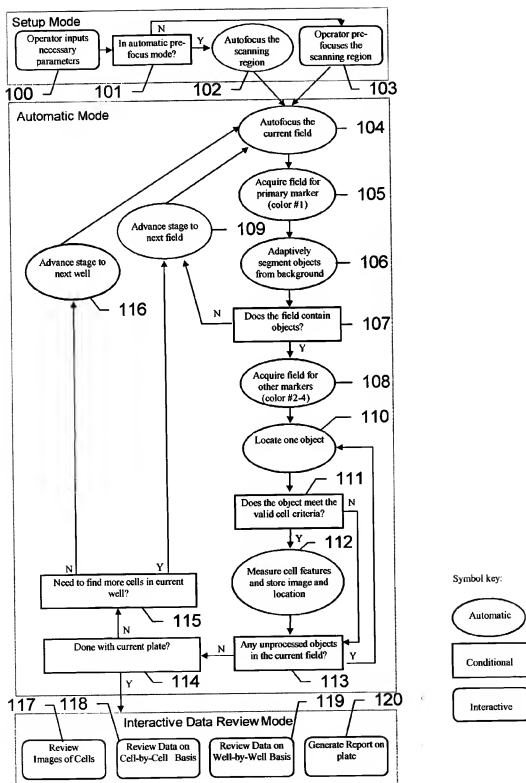 Setup Mode
Operator inputs
necessary
parameters
100
In automatic pre-
focus mode?
101
N
Y
Autofocus the
scanning
region
102
Operator pre-
focuses the
scanning region
103
Automatic Mode
Autofocus the
current field
104
Acquire field for
primary marker
(color #1)
105
Adaptively
segment objects
from background
106
Does the field contain
objects?
107
N
Y
Acquire field for
other markers
(color #2-4)
108
Advance stage to
next field
109
Advance stage to
next well
116
Locate one object
110
Does the object meet the
valid cell criteria?
111
N
Y
Measure cell features
and store image and
location
112
Any unprocessed objects
in the current field?
113
N
Y
Done with current plate?
114
N
Y
Need to find more cells in current
well?
115
N
Y
Interactive Data Review Mode
117
Review
Images of Cells
118
Review Data on
Cell-by-Cell Basis
119
Review Data on
Well-by-Well Basis
120
Generate Report on
plate
Symbol key:
Automatic
Conditional
Interactive